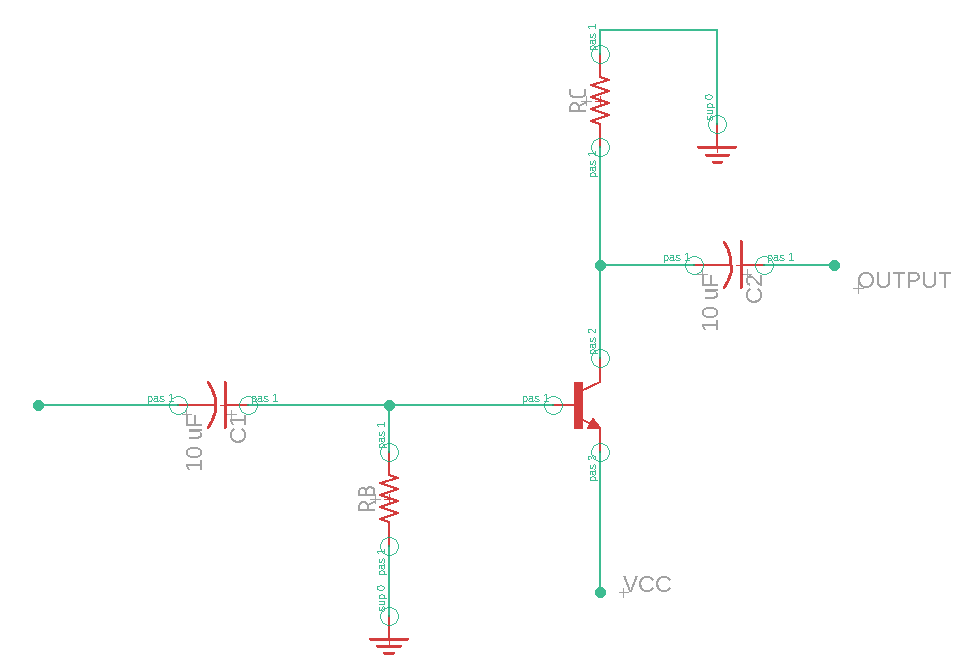 pas 1
RC
sup 0
pas 1
pas 1
pas 1
OUTPUT
10 uF
C2
pas 2
pas 1
pas 1
pas 1
10 uF
C1
pas 1
pas 3
RB
pas 1
sup 0
VCC